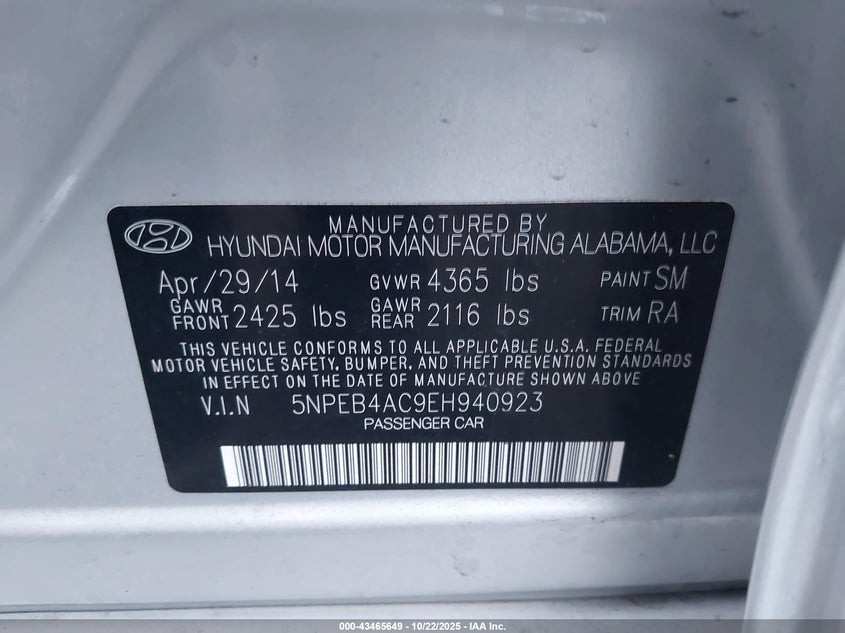 MANUFACTURED BY
HYUNDAI MOTOR MANUFACTURING ALABAMA, LLC
Apr/29/14 GVWR 4365 lbs PAINT SM
GAWR FRONT 2425 lbs GAWR REAR 2116 lbs TRIM RA
THIS VEHICLE CONFORMS TO ALL APPLICABLE U.S.A. FEDERAL
MOTOR VEHICLE SAFETY, BUMPER, AND THEFT PREVENTION STANDARDS
IN EFFECT ON THE DATE OF MANUFACTURE SHOWN ABOVE
V.I.N 5NPEB4AC9EH940923
PASSENGER CAR
000-43465649 - 10/22/2025 - IAA Inc.